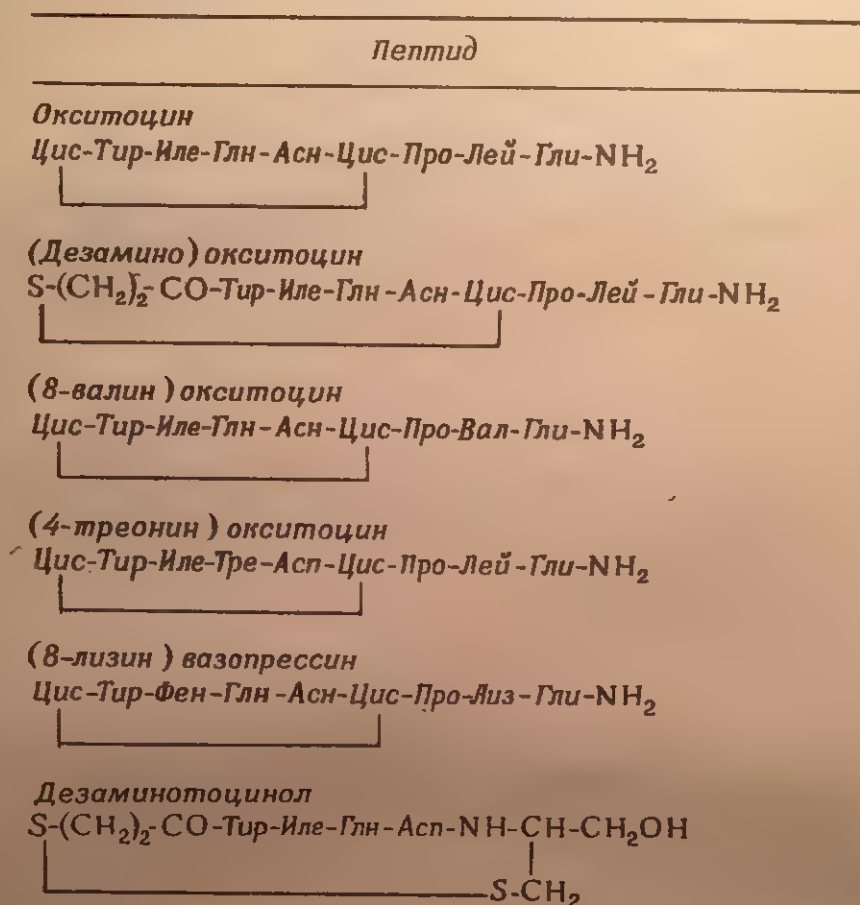 Пептид
Окситоцин
Цис-Тир-Иле-Глн-Асн-Цис-Про-Лей-Гли-NH₂
(Дезамино)окситоцин
S-(CH₂)₂-CO-Тир-Иле-Глн-Асн-Цис-Про-Лей-Гли-NH₂
(8-валин)окситоцин
Цис-Тир-Иле-Глн-Асн-Цис-Про-Вал-Гли-NH₂
(4-треонин)окситоцин
Цис-Тир-Иле-Тре-Асп-Цис-Про-Лей-Гли-NH₂
(8-лизин)вазопрессин
Цис-Тир-Фен-Глн-Асн-Цис-Про-Лиз-Гли-NH₂
Дезаминотоцинол
S-(CH₂)₂-CO-Тир-Иле-Глн-Асп-NH-CH-CH₂OH
S-CH₂